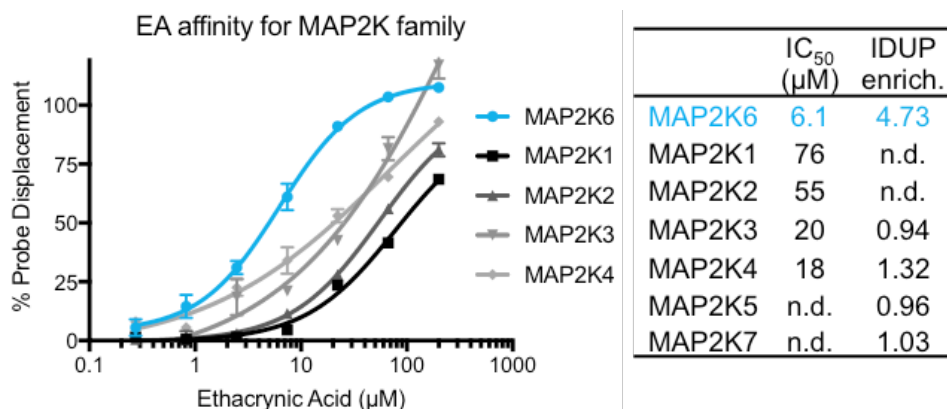 EA affinity for MAP2K family
% Probe Displacement
100
75
50
25
0
0.1 1 10 100 1000
Ethacrynic Acid (µM)
MAP2K6
MAP2K1
MAP2K2
MAP2K3
MAP2K4
IC50 IDUP
(µM) enrich.
MAP2K6 6.1 4.73
MAP2K1 76 n.d.
MAP2K2 55 n.d.
MAP2K3 20 0.94
MAP2K4 18 1.32
MAP2K5 n.d. 0.96
MAP2K7 n.d. 1.03